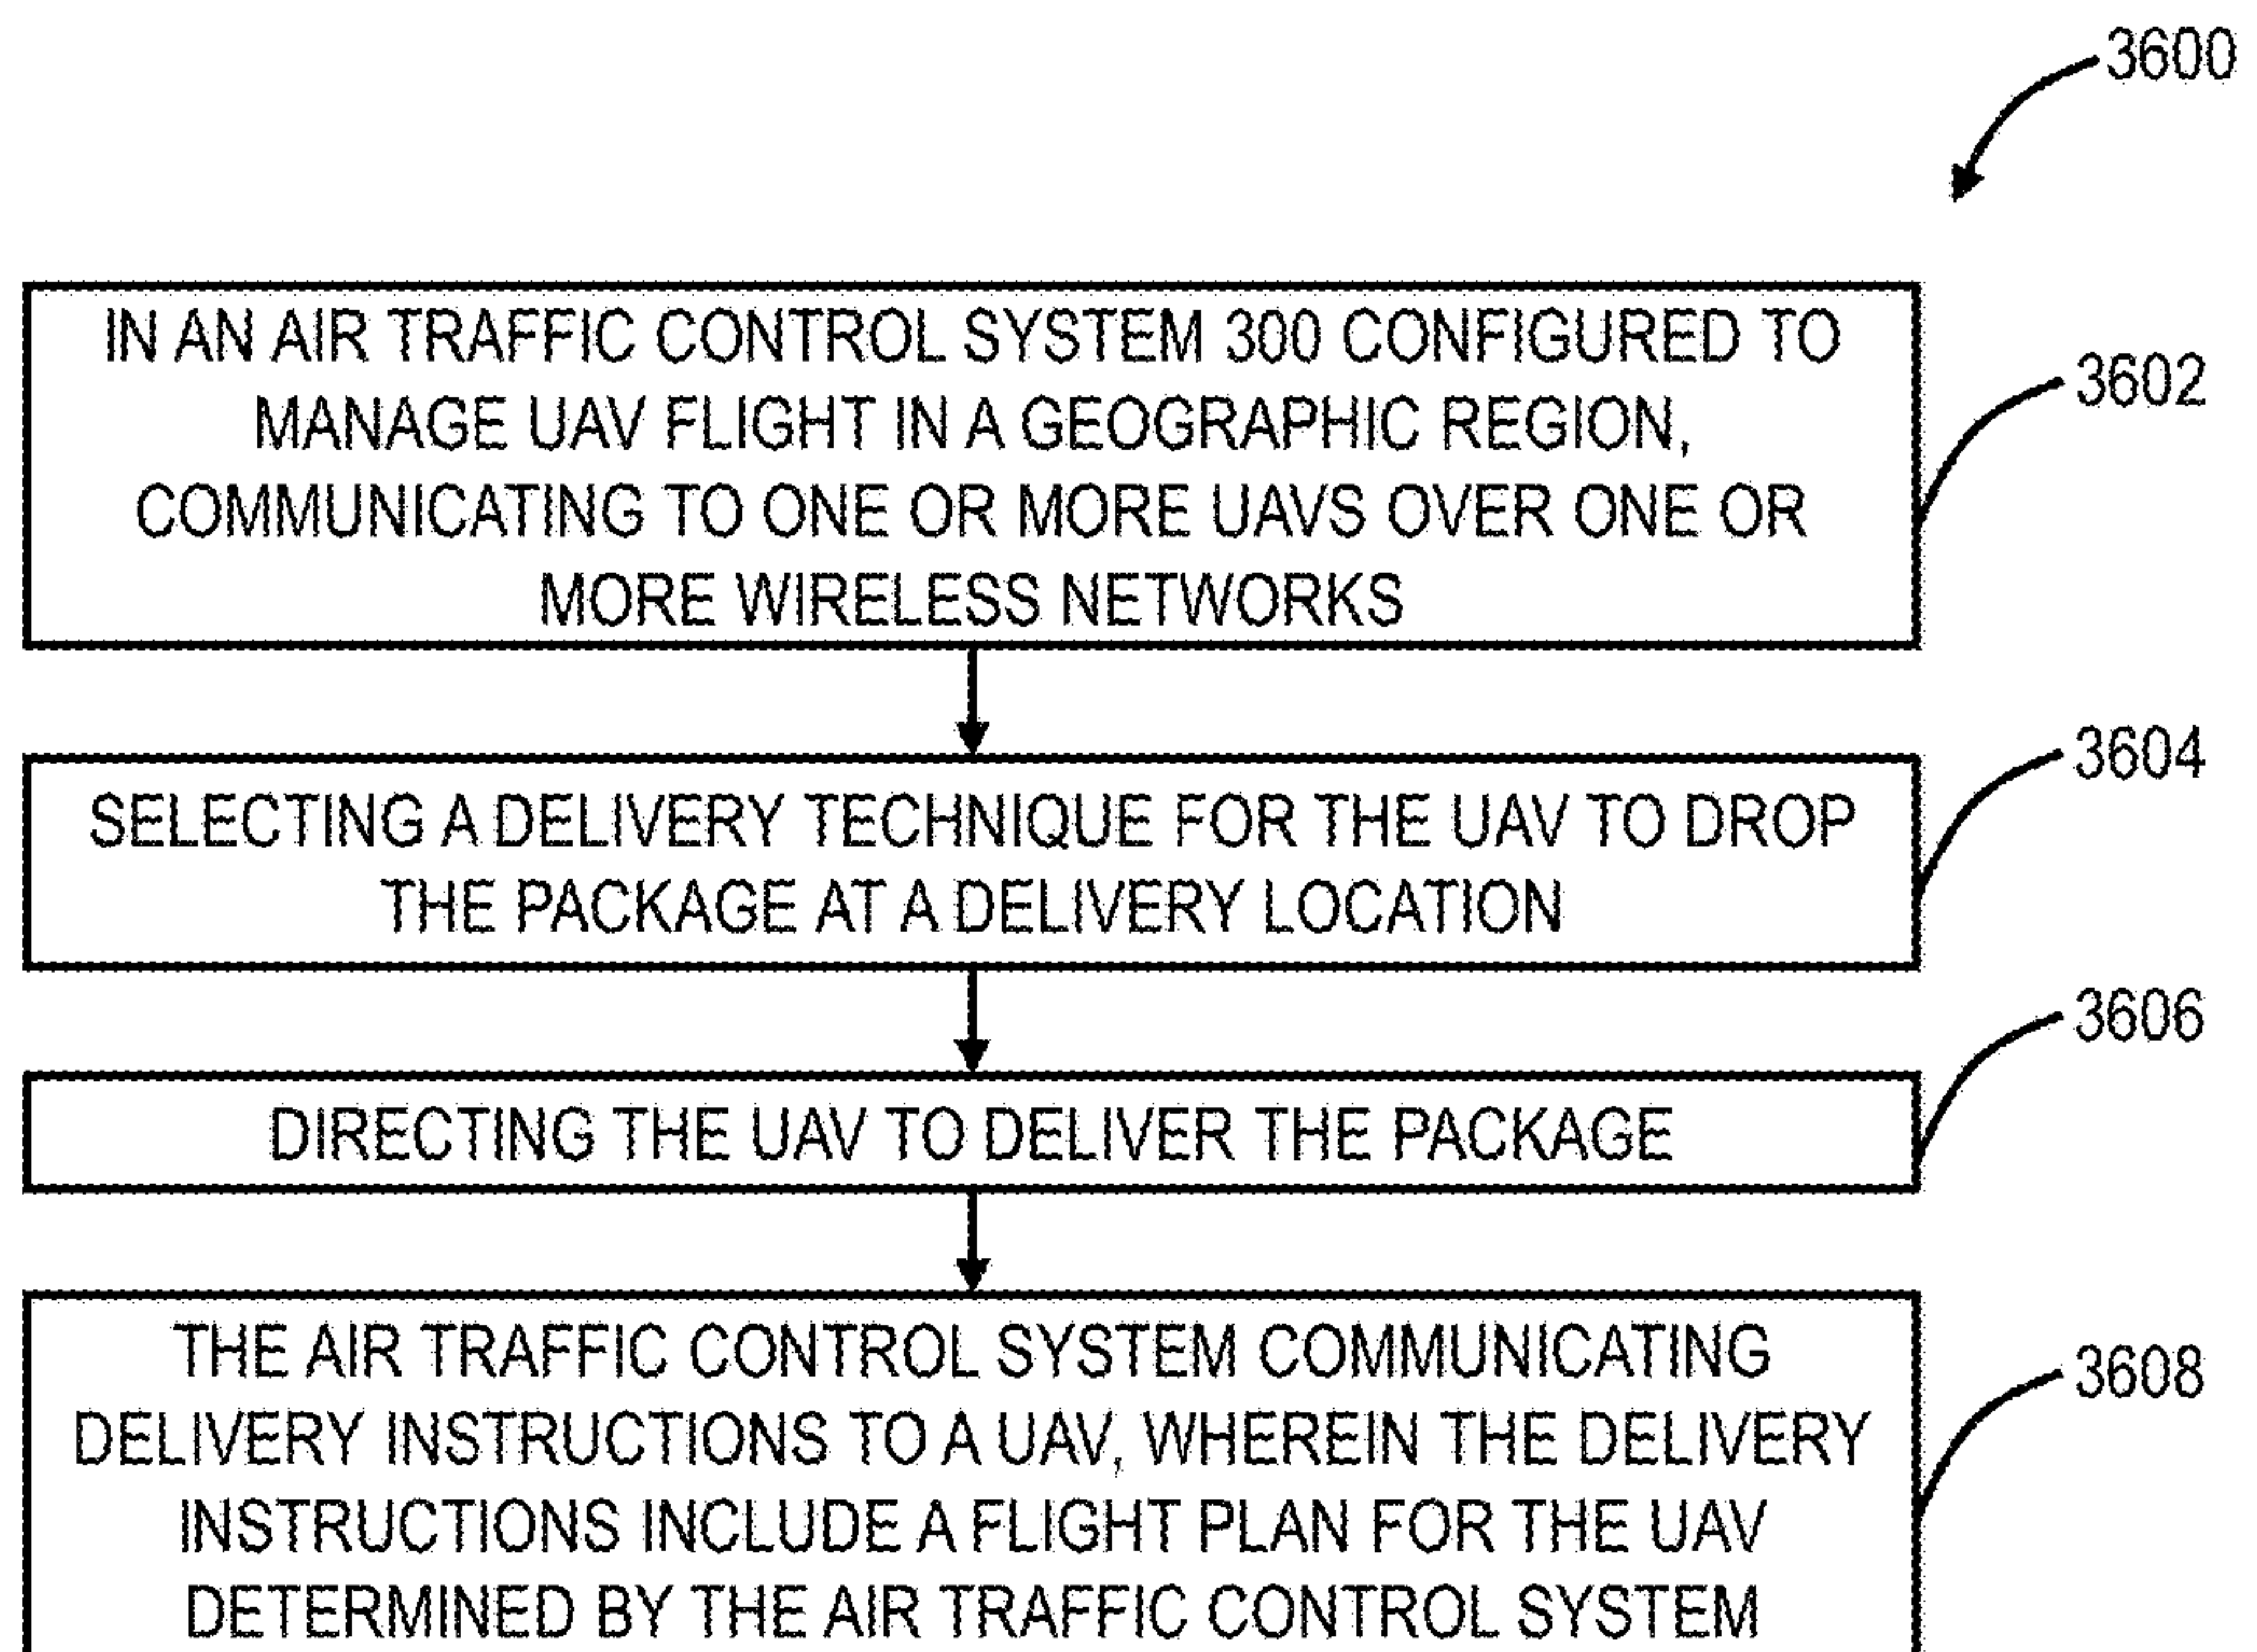 3600
IN AN AIR TRAFFIC CONTROL SYSTEM 300 CONFIGURED TO
MANAGE UAV FLIGHT IN A GEOGRAPHIC REGION,
COMMUNICATING TO ONE OR MORE UAVS OVER ONE OR
MORE WIRELESS NETWORKS
3602
SELECTING A DELIVERY TECHNIQUE FOR THE UAV TO DROP
THE PACKAGE AT A DELIVERY LOCATION
3604
DIRECTING THE UAV TO DELIVER THE PACKAGE
3606
THE AIR TRAFFIC CONTROL SYSTEM COMMUNICATING
DELIVERY INSTRUCTIONS TO A UAV, WHEREIN THE DELIVERY
INSTRUCTIONS INCLUDE A FLIGHT PLAN FOR THE UAV
DETERMINED BY THE AIR TRAFFIC CONTROL SYSTEM
3608